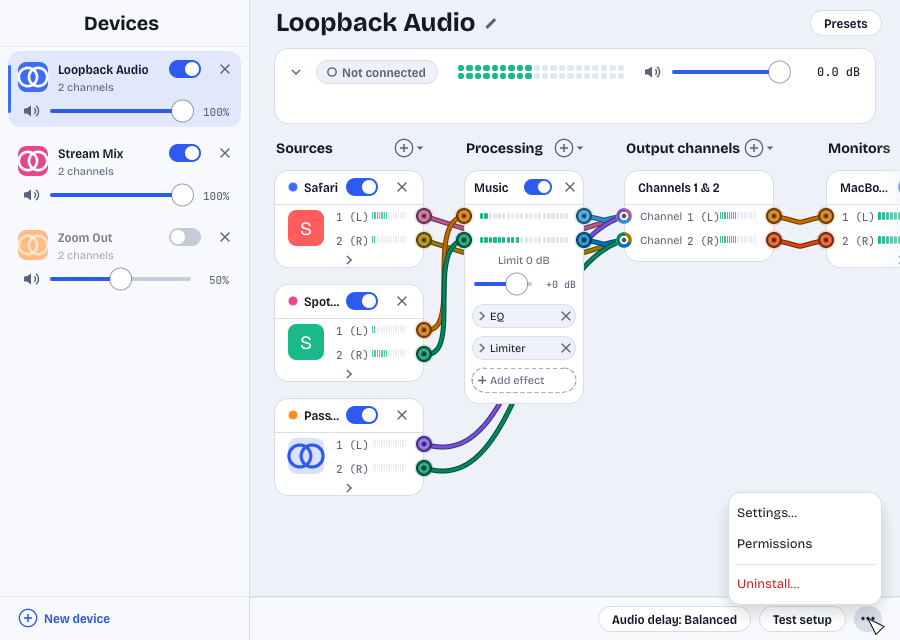 Devices
Loopback Audio
2 channels
100%
Stream Mix
2 channels
100%
Zoom Out
2 channels
50%
New device
Loopback Audio
Presets
Not connected
0.0 dB
Sources
Processing
Output channels
Monitors
Safari
S
1 (L)
2 (R)
Spot...
S
1 (L)
2 (R)
Pass...
1 (L)
2 (R)
Music
Limit 0 dB
+0 dB
EQ
Limiter
Add effect
Channels 1 & 2
Channel 1 (L)
Channel 2 (R)
MacBo...
1 (L)
2 (R)
Settings...
Permissions
Uninstall...
Audio delay: Balanced
Test setup